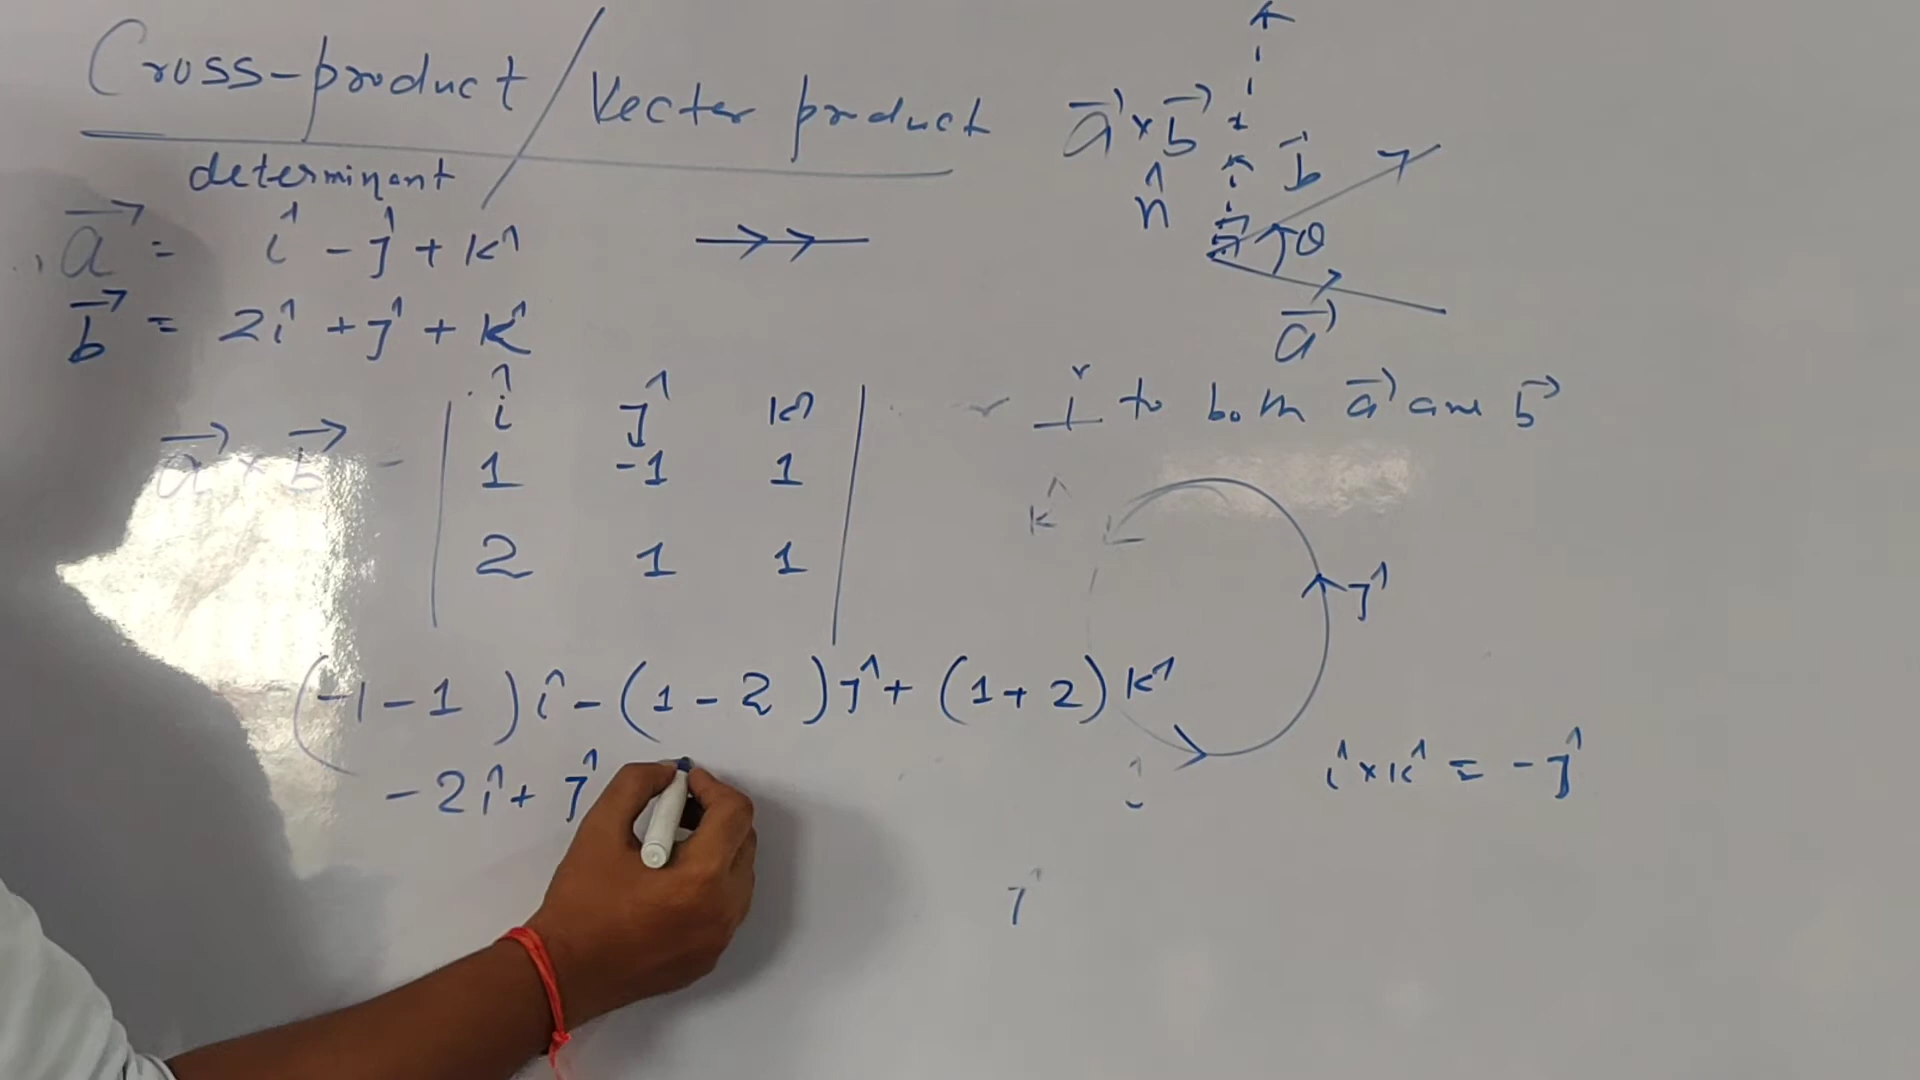 Cross-product / Vecter product
determinant
a⃗ = î - ĵ + k̂
b⃗ = 2î + ĵ + k̂
a⃗ × b⃗ =
î ĵ k̂
1 -1 1
2 1 1
(-1-1)î - (1-2)ĵ + (1+2)k̂
-2î + ĵ
a⃗ × b⃗
n̂
b⃗
θ
a⃗
⊥r to both a⃗ and b⃗
k̂
ĵ
î
î × k̂ = -ĵ
ĵ